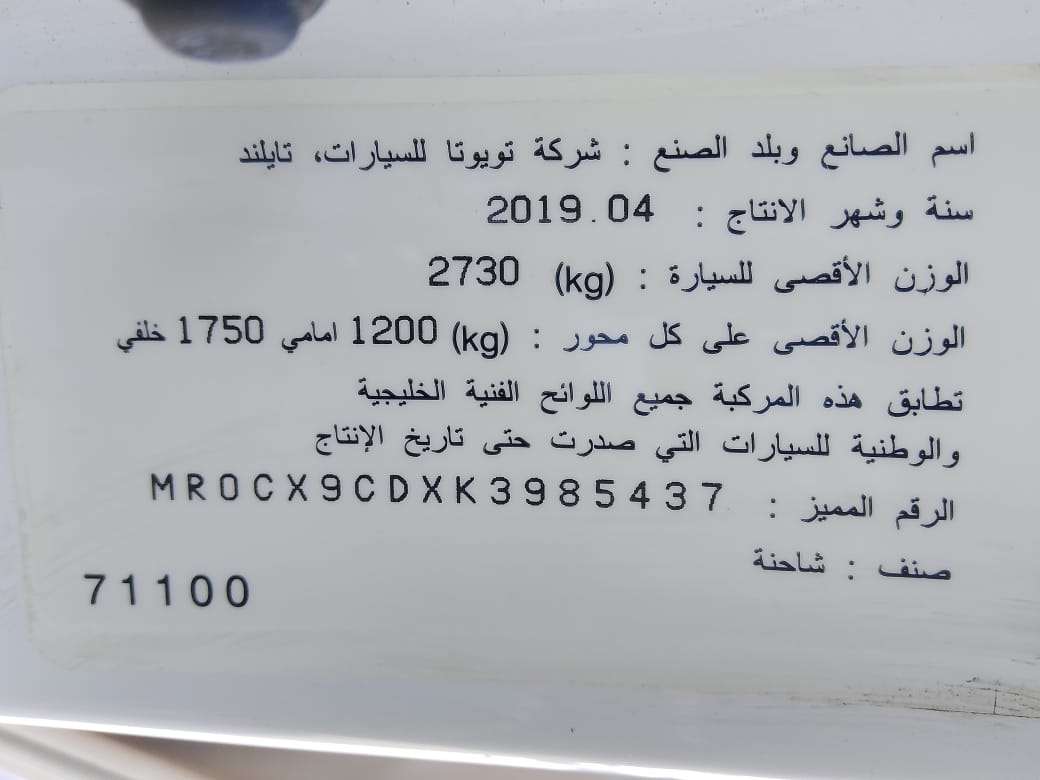 اسم الصانع وبلد الصنع : شركة تويوتا للسيارات، تايلند
سنة وشهر الانتاج : 2019.04
الوزن الأقصى للسيارة : (kg) 2730
الوزن الأقصى على كل محور : (kg) 1200 امامي 1750 خلفي
تطابق هذه المركبة جميع اللوائح الفنية الخليجية
والوطنية للسيارات التي صدرت حتى تاريخ الإنتاج
الرقم المميز : MR0CX9CDXK3985437
صنف : شاحنة
71100